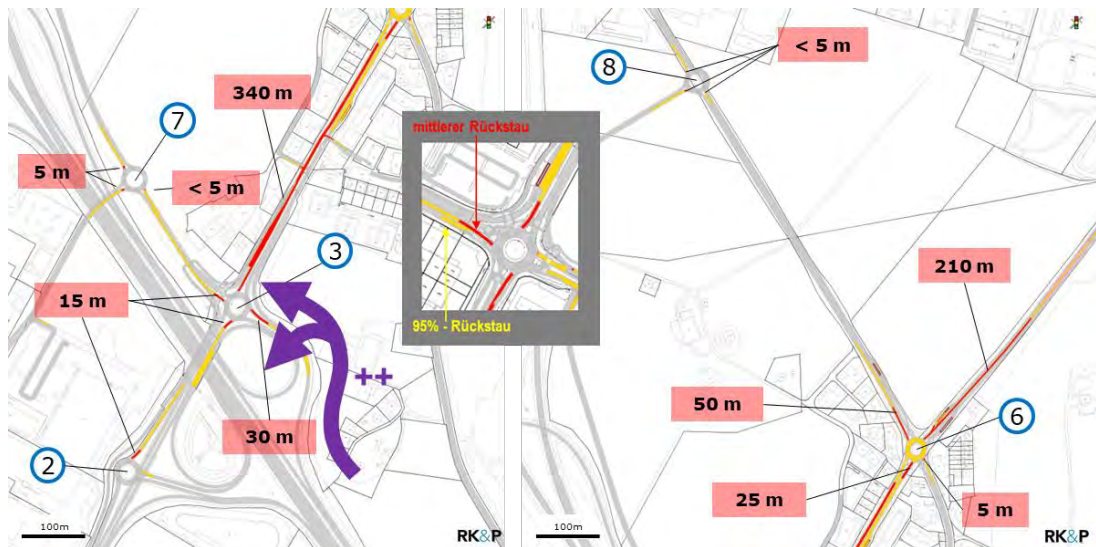 340 m
7
5 m
< 5 m
3
15 m
++
30 m
2
100m
RK&P
mittlerer Rückstau
95% - Rückstau
8
< 5 m
210 m
50 m
6
25 m
5 m
100m
RK&P